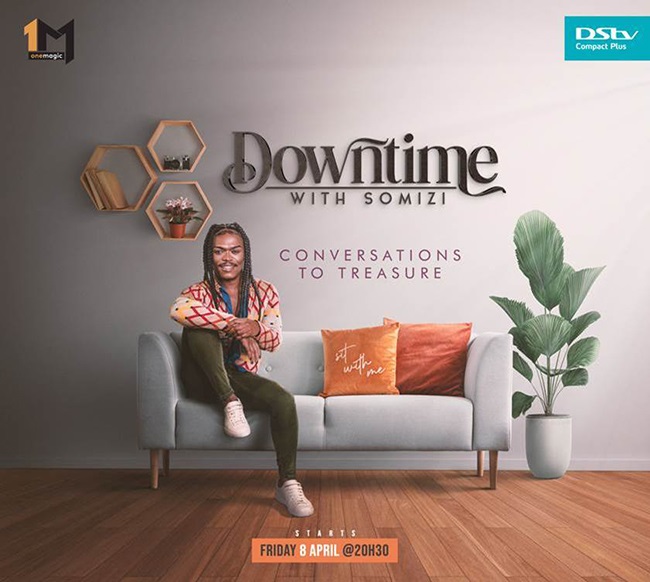 1M
onemagic
DStv
Compact Plus
Downtime
WITH SOMIZI
CONVERSATIONS
TO TREASURE
sit
with
me
STARTS
FRIDAY 8 APRIL @20H30